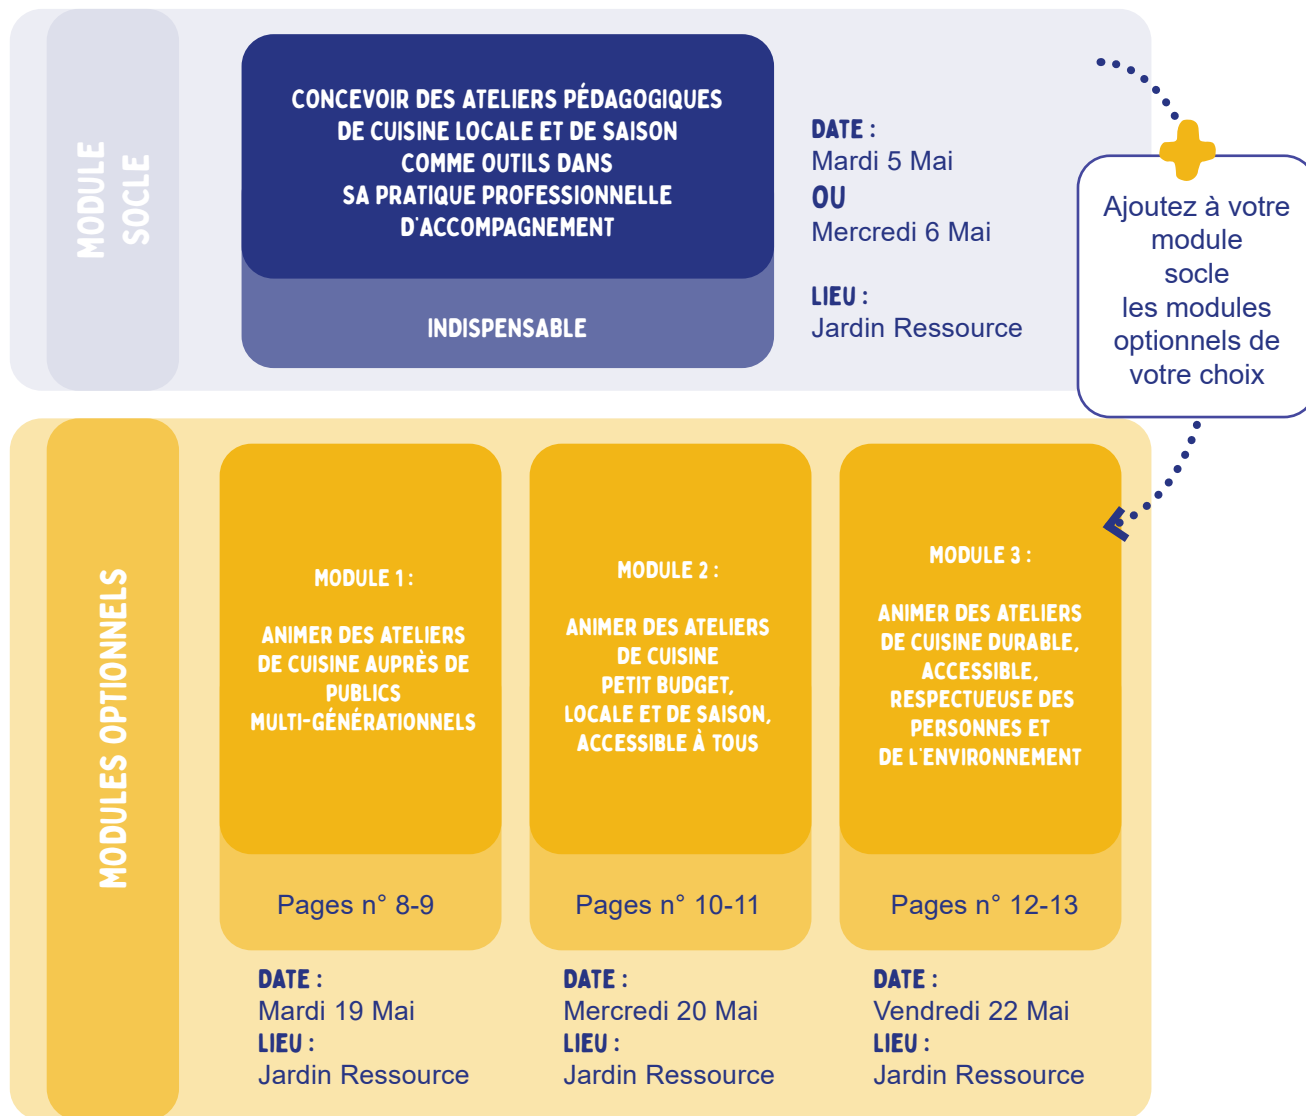 MODULE
SOCLE
CONCEVOIR DES ATELIERS PÉDAGOGIQUES
DE CUISINE LOCALE ET DE SAISON
COMME OUTILS DANS
SA PRATIQUE PROFESSIONNELLE
D'ACCOMPAGNEMENT
INDISPENSABLE
DATE :
Mardi 5 Mai
OU
Mercredi 6 Mai
LIEU :
Jardin Ressource
Ajoutez à votre
module
socle
les modules
optionnels de
votre choix
MODULES OPTIONNELS
MODULE 1 :
ANIMER DES ATELIERS
DE CUISINE AUPRÈS DE
PUBLICS
MULTI-GÉNÉRATIONNELS
Pages n° 8-9
DATE :
Mardi 19 Mai
LIEU :
Jardin Ressource
MODULE 2 :
ANIMER DES ATELIERS
DE CUISINE
PETIT BUDGET,
LOCALE ET DE SAISON,
ACCESSIBLE À TOUS
Pages n° 10-11
DATE :
Mercredi 20 Mai
LIEU :
Jardin Ressource
MODULE 3 :
ANIMER DES ATELIERS
DE CUISINE DURABLE,
ACCESSIBLE,
RESPECTUEUSE DES
PERSONNES ET
DE L'ENVIRONNEMENT
Pages n° 12-13
DATE :
Vendredi 22 Mai
LIEU :
Jardin Ressource